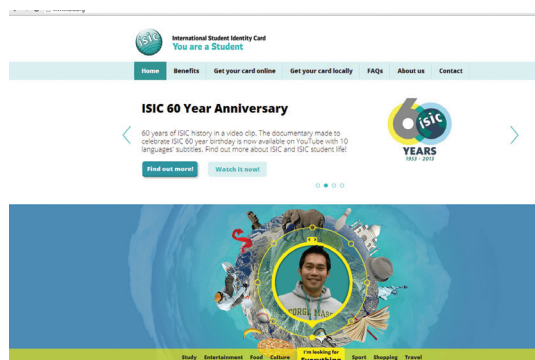 isic
International Student Identity Card
You are a Student
Home Benefits Get your card online Get your card locally FAQs About us Contact
ISIC 60 Year Anniversary
60 years of ISIC history in a video clip. The documentary made to
celebrate ISIC 60 year birthday is now available on YouTube with 10
languages' subtitles. Find out more about ISIC and ISIC student life!
Find out more!
Watch it now!
60 isic
YEARS
1953 - 2013
I'm looking for
Study Entertainment Food Culture Everything Sport Shopping Travel